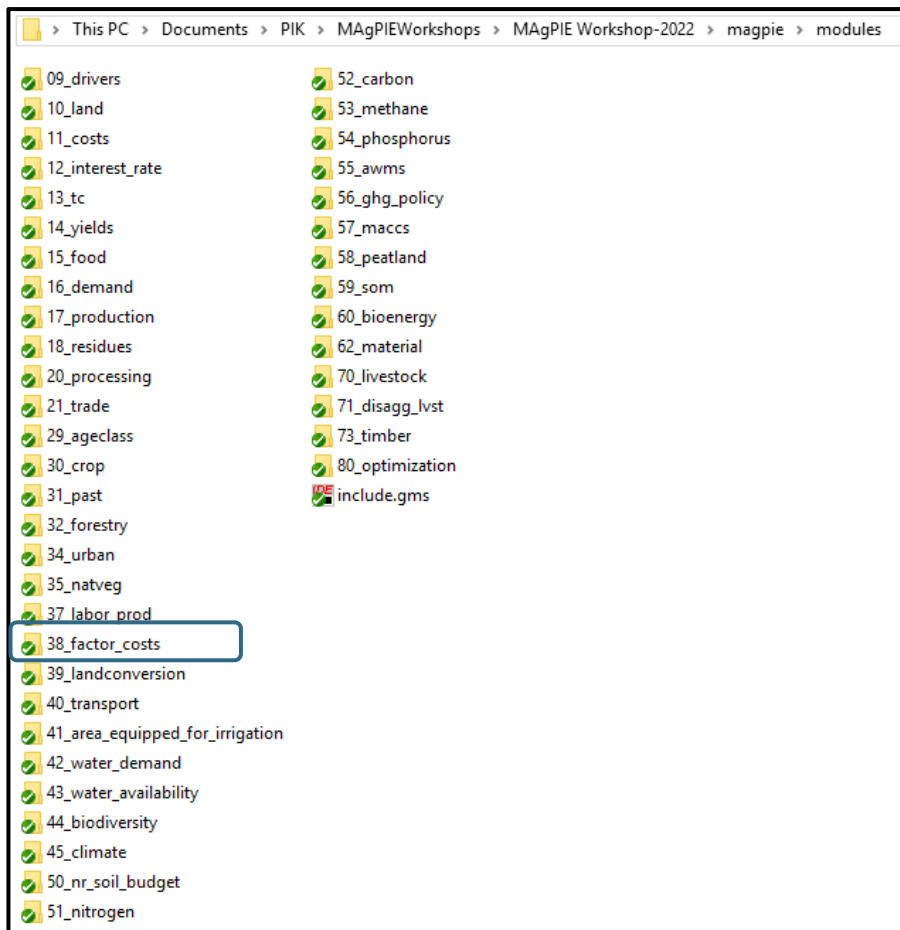 This PC > Documents > PIK > MAgPIEWorkshops > MAgPIE Workshop-2022 > magpie > modules
09_drivers
10_land
11_costs
12_interest_rate
13_tc
14_yields
15_food
16_demand
17_production
18_residues
20_processing
21_trade
29_ageclass
30_crop
31_past
32_forestry
34_urban
35_natveg
37_labor_prod
38_factor_costs
39_landconversion
40_transport
41_area_equipped_for_irrigation
42_water_demand
43_water_availability
44_biodiversity
45_climate
50_nr_soil_budget
51_nitrogen
52_carbon
53_methane
54_phosphorus
55_awms
56_ghg_policy
57_maccs
58_peatland
59_som
60_bioenergy
62_material
70_livestock
71_disagg_lvst
73_timber
80_optimization
include.gms